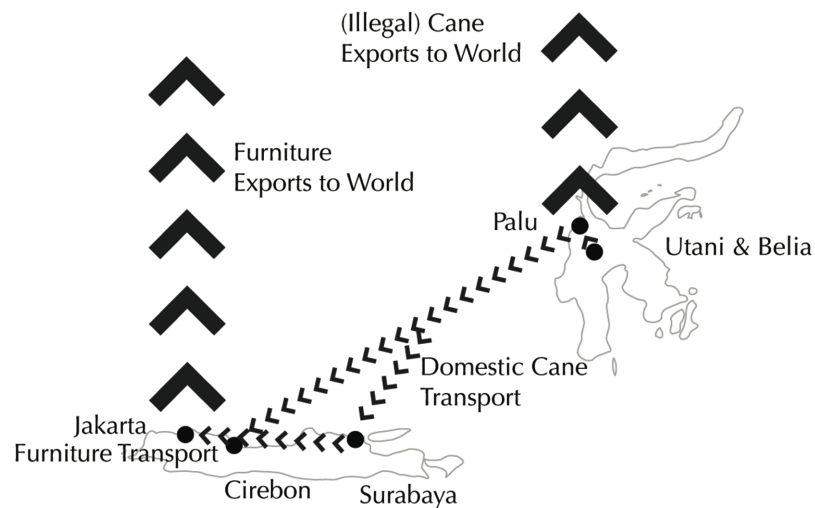 (Illegal) Cane
Exports to World
Furniture
Exports to World
Palu
Utani & Belia
Domestic Cane
Transport
Jakarta
Furniture Transport
Cirebon
Surabaya